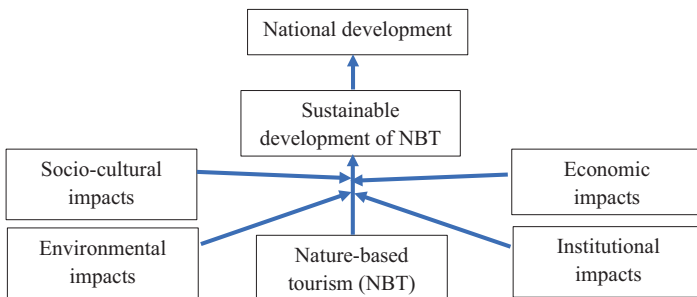 National development
Sustainable
development of NBT
Socio-cultural
impacts
Economic
impacts
Environmental
impacts
Nature-based
tourism (NBT)
Institutional
impacts